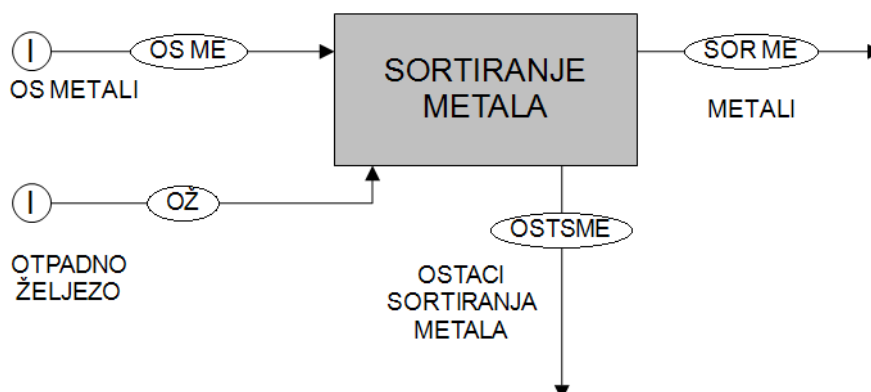 I
OS ME
OS METALI
SORTIRANJE
METALA
SOR ME
METALI
I
OŽ
OTPADNO
ŽELJEZO
OSTSME
OSTACI
SORTIRANJA
METALA